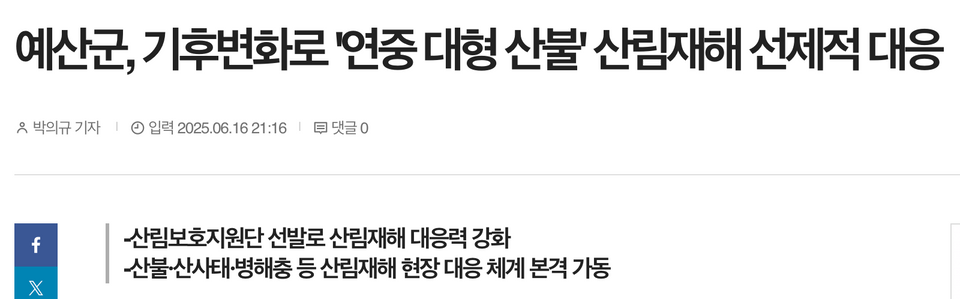 예산군, 기후변화로 '연중 대형 산불' 산림재해 선제적 대응
박의규 기자 입력 2025.06.16 21:16 댓글 0
-산림보호지원단 선발로 산림재해 대응력 강화
-산불·산사태·병해충 등 산림재해 현장 대응 체계 본격 가동